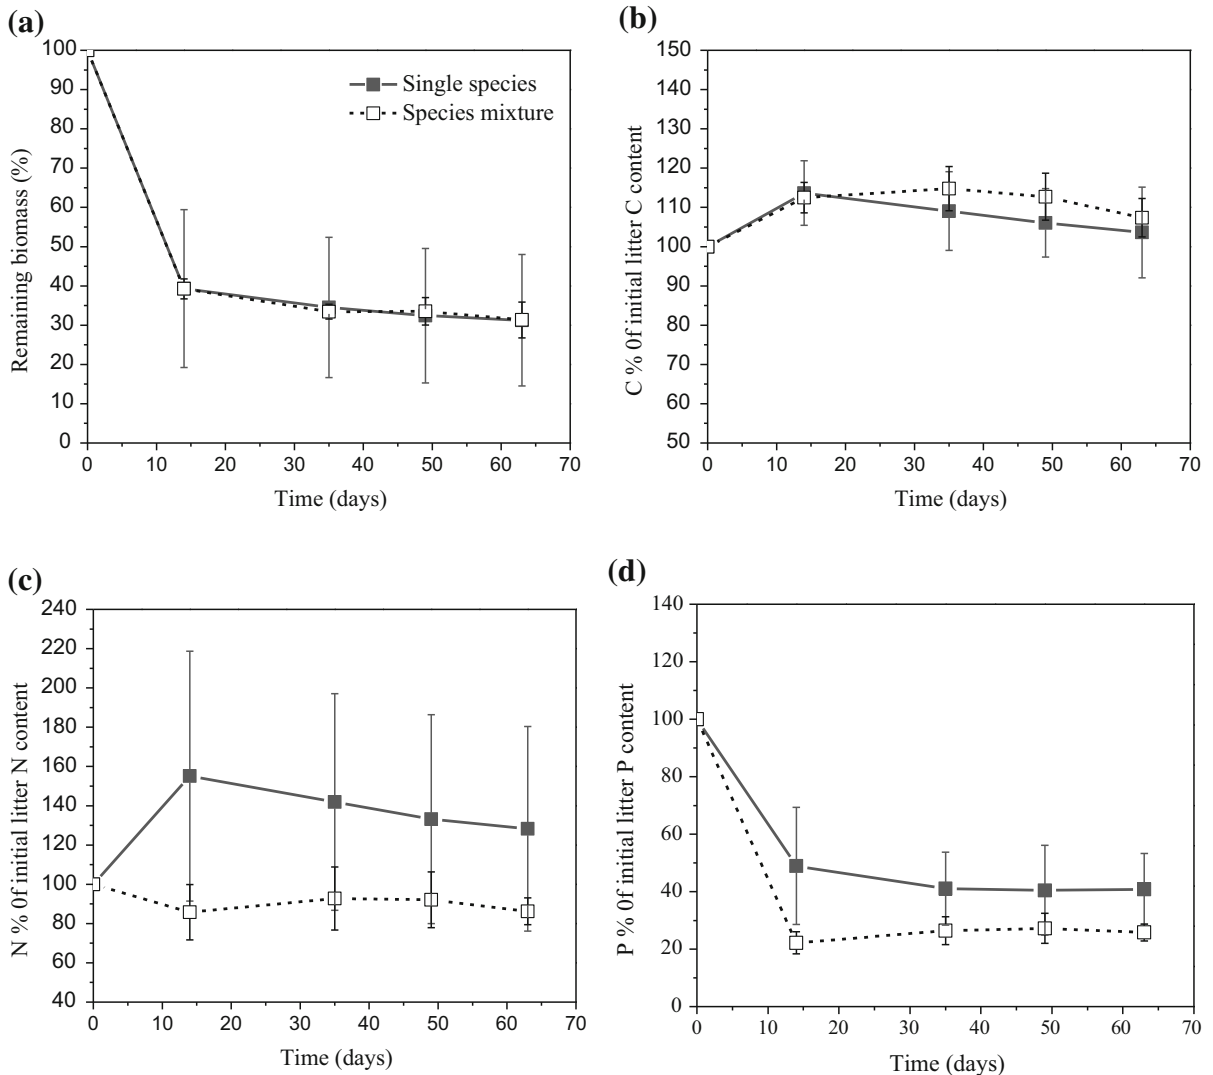 (a)
100
90
80
70
60
50
40
30
20
10
0
0 10 20 30 40 50 60 70
Remaining biomass (%)
Time (days)
Single species
Species mixture
(b)
150
140
130
120
110
100
90
80
70
60
50
0 10 20 30 40 50 60 70
C % 0f initial litter C content
Time (days)
(c)
240
220
200
180
160
140
120
100
80
60
40
0 10 20 30 40 50 60 70
N % 0f initial litter N content
Time (days)
(d)
140
120
100
80
60
40
20
0
0 10 20 30 40 50 60 70
P % 0f initial litter P content
Time (days)